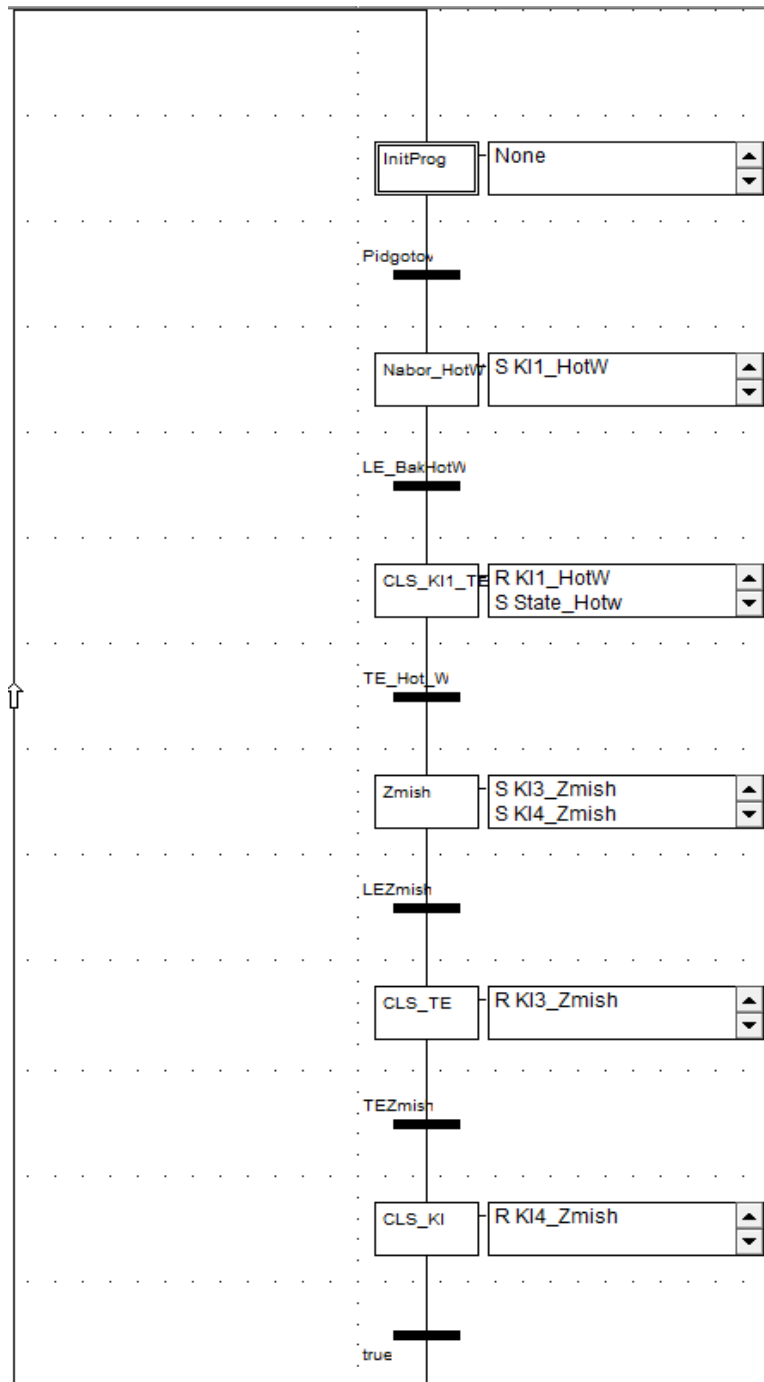 InitProg
None
Pidgotov
Nabor_HotW
S KI1_HotW
LE_BakHotW
CLS_KI1_TE
R KI1_HotW
S State_Hotw
TE_Hot_W
Zmish
S KI3_Zmish
S KI4_Zmish
LEZmish
CLS_TE
R KI3_Zmish
TEZmish
CLS_KI
R KI4_Zmish
true